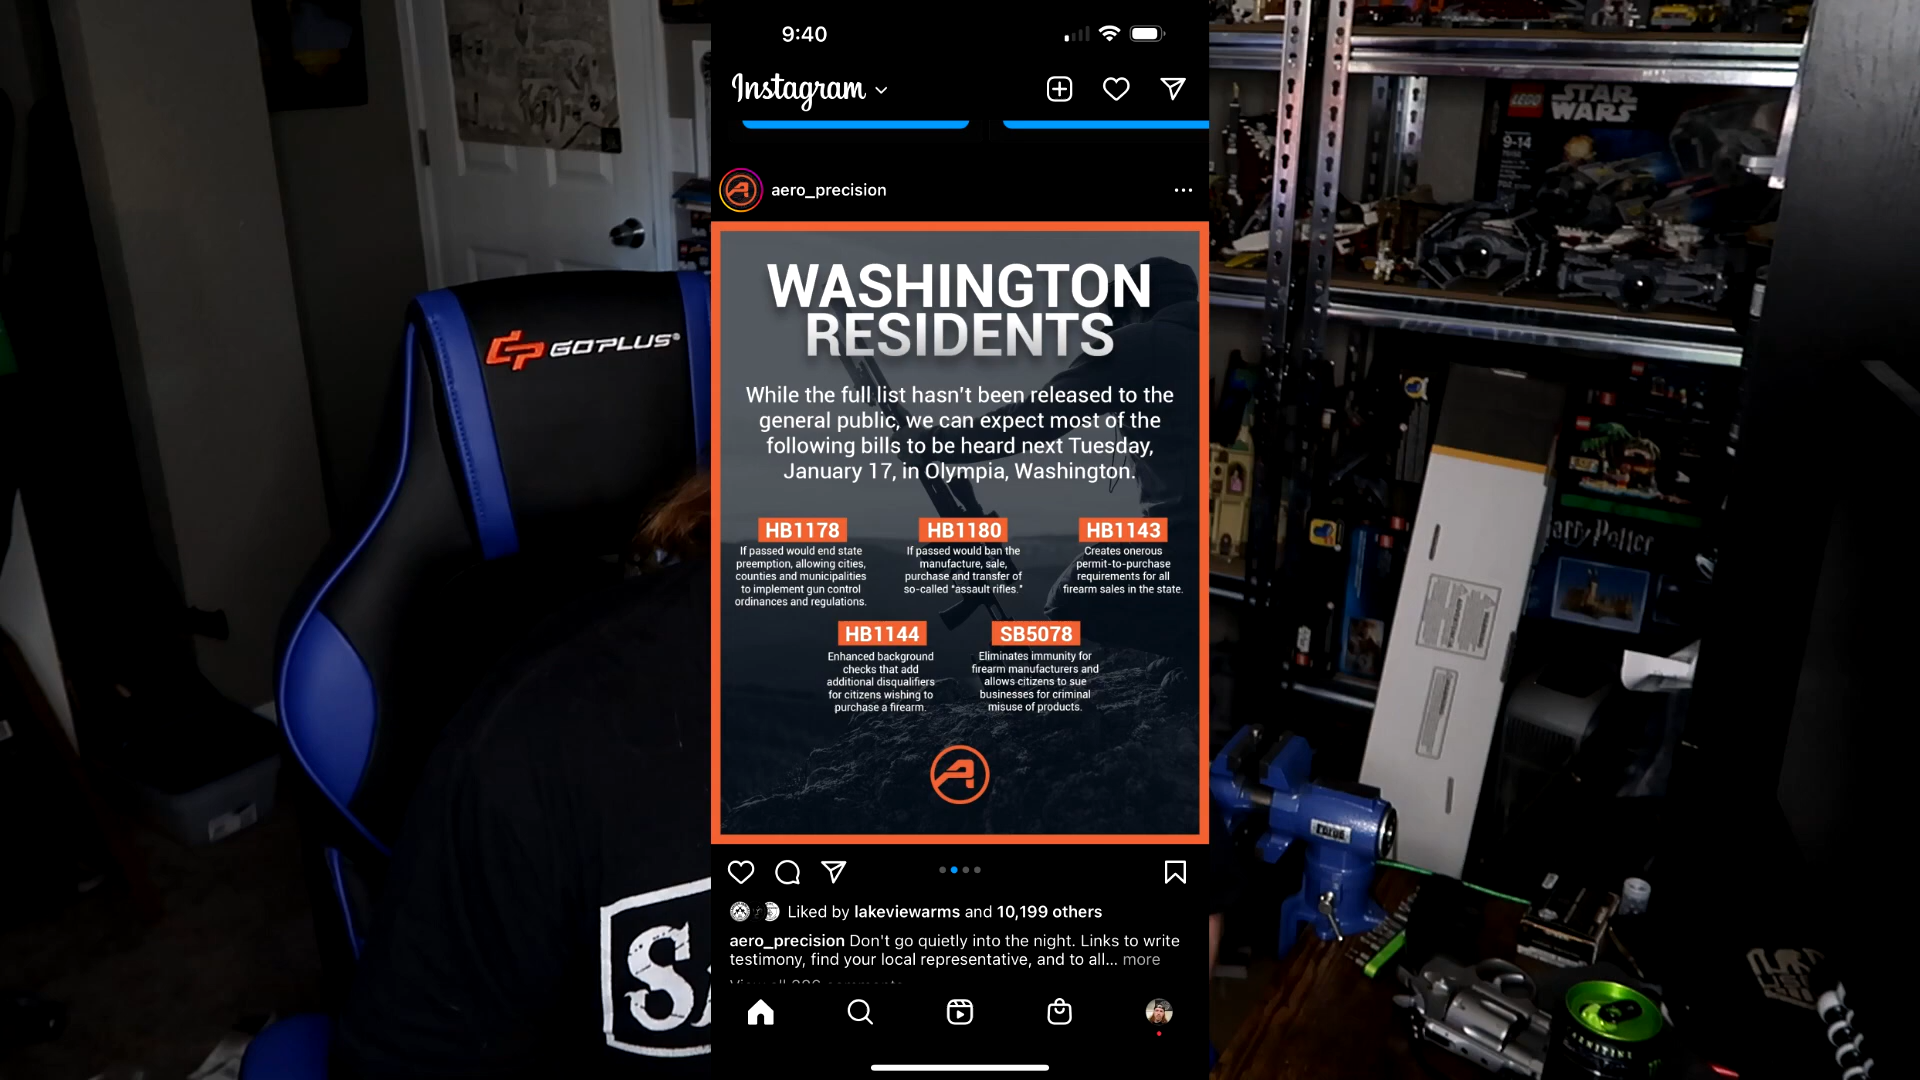 9:40
Instagram
aero_precision
WASHINGTON
RESIDENTS
While the full list hasn't been released to the
general public, we can expect most of the
following bills to be heard next Tuesday,
January 17, in Olympia, Washington.
HB1178
If passed would end state
preemption, allowing cities,
counties and municipalities
to implement gun control
ordinances and regulations.
HB1180
If passed would ban the
manufacture, sale,
purchase and transfer of
so-called "assault rifles."
HB1143
Creates onerous
permit-to-purchase
requirements for all
firearm sales in the state.
HB1144
Enhanced background
checks that add
additional disqualifiers
for citizens wishing to
purchase a firearm.
SB5078
Eliminates immunity for
firearm manufacturers and
allows citizens to sue
businesses for criminal
misuse of products.
Liked by lakeviewarms and 10,199 others
aero_precision Don't go quietly into the night. Links to write
testimony, find your local representative, and to all... more
GOPLUS
LEGO STAR
WARS
9-14
Harry Potter